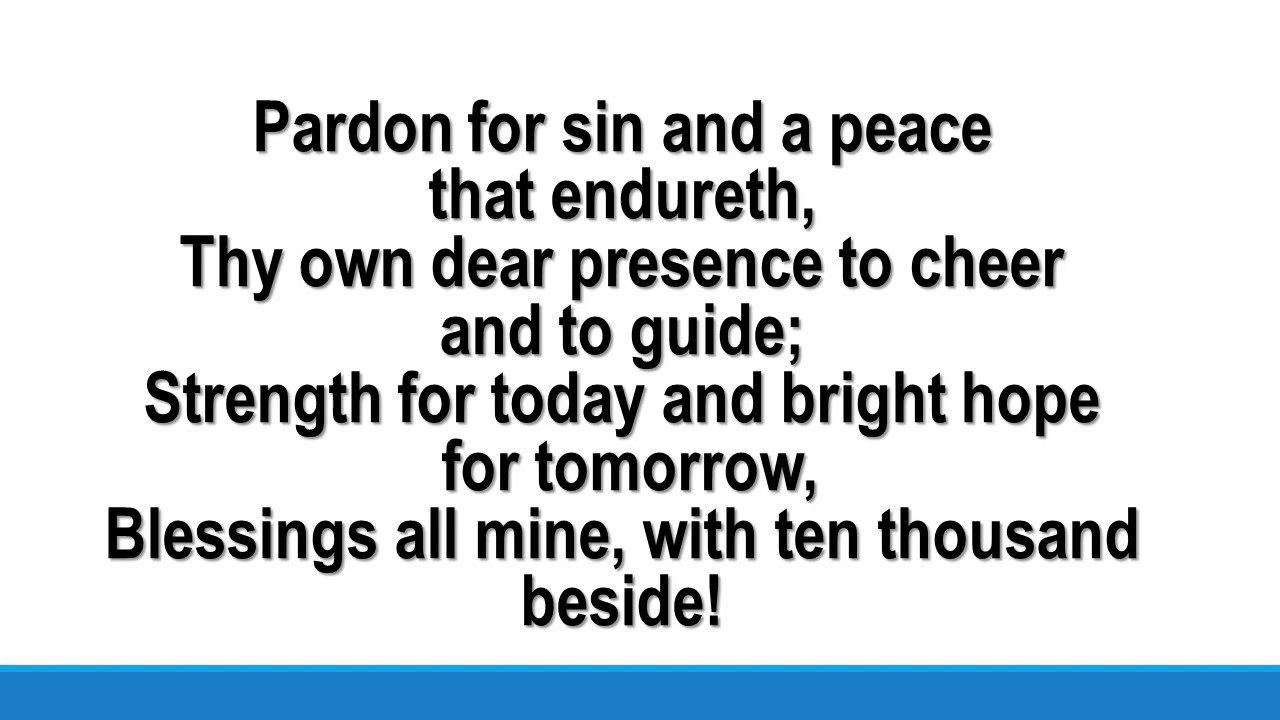 Pardon for sin and a peace
that endureth,
Thy own dear presence to cheer
and to guide;
Strength for today and bright hope
for tomorrow,
Blessings all mine, with ten thousand
beside!